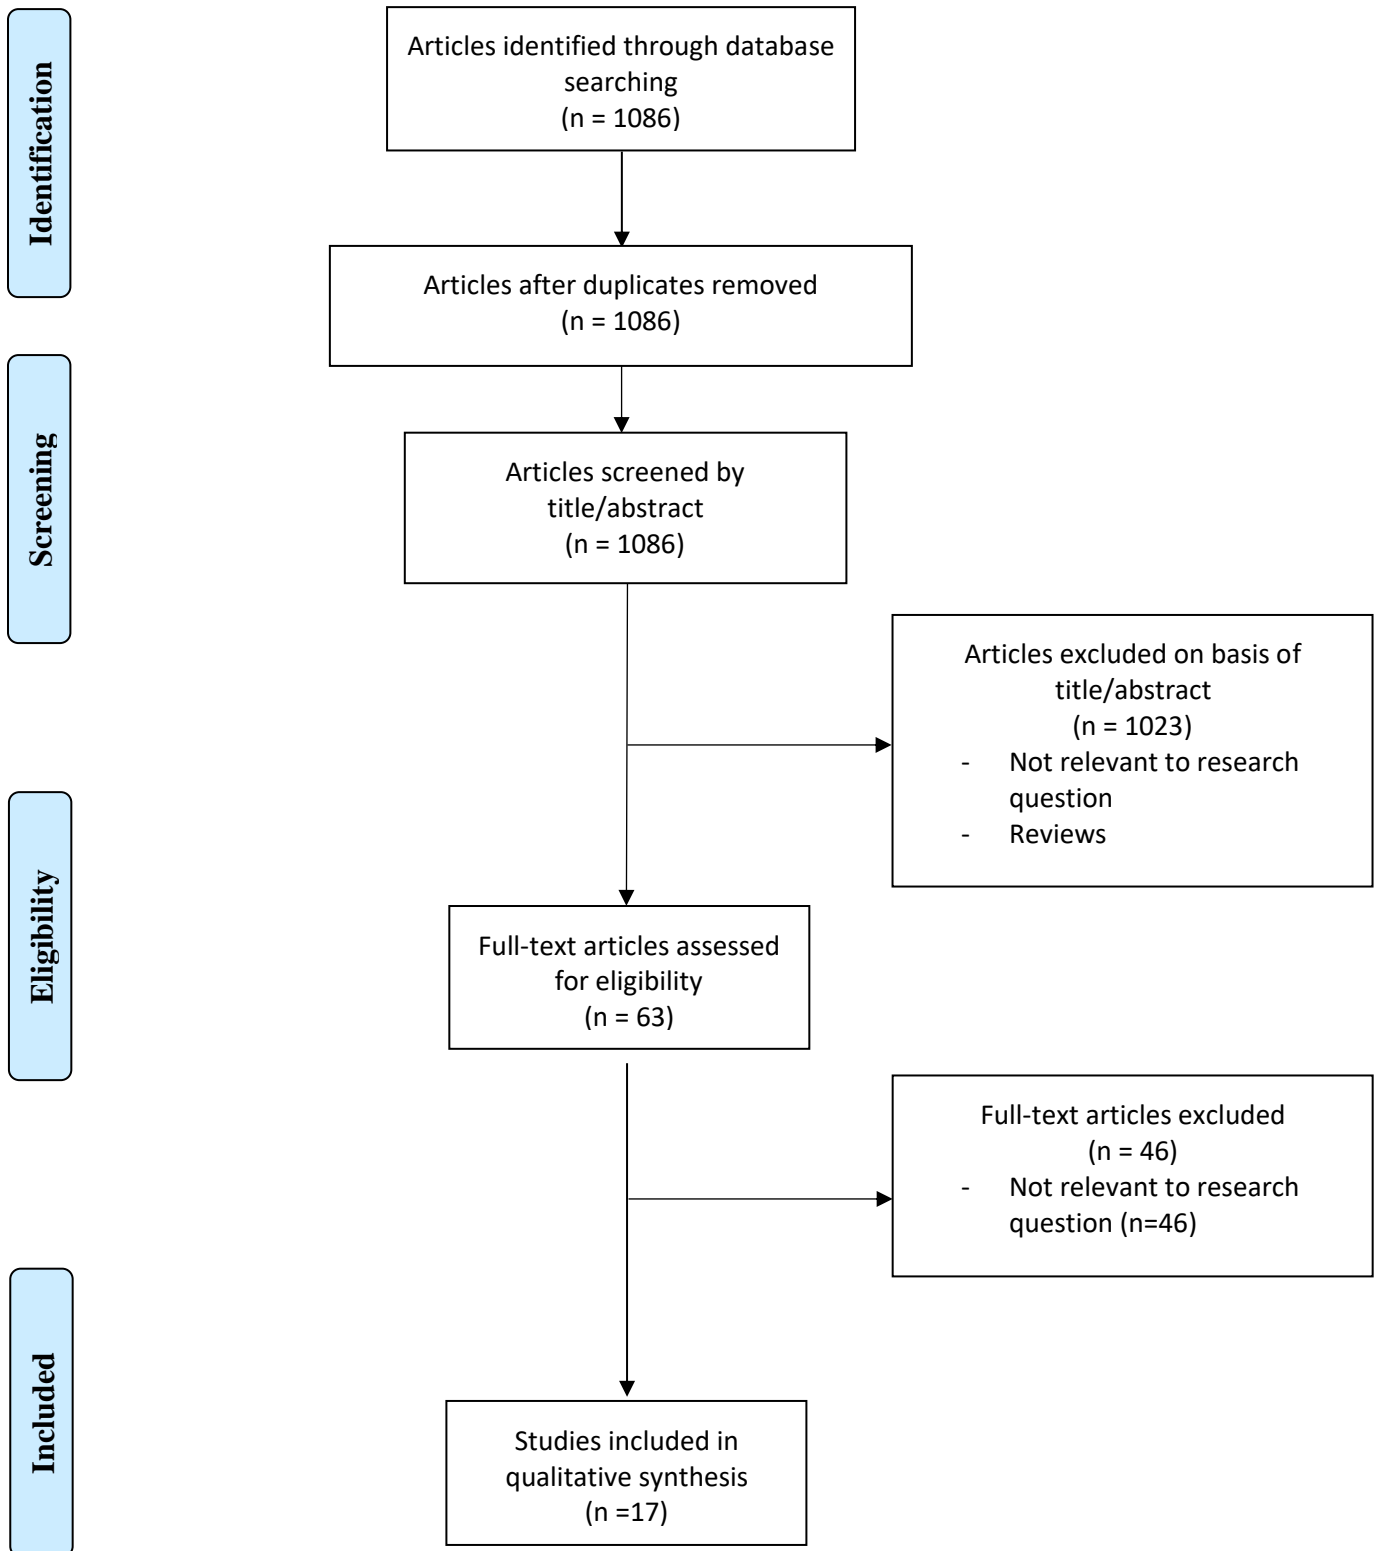 Identification
Articles identified through database
searching
(n = 1086)
Articles after duplicates removed
(n = 1086)
Screening
Articles screened by
title/abstract
(n = 1086)
Articles excluded on basis of
title/abstract
(n = 1023)
- Not relevant to research
question
- Reviews
Eligibility
Full-text articles assessed
for eligibility
(n = 63)
Full-text articles excluded
(n = 46)
- Not relevant to research
question (n=46)
Included
Studies included in
qualitative synthesis
(n =17)